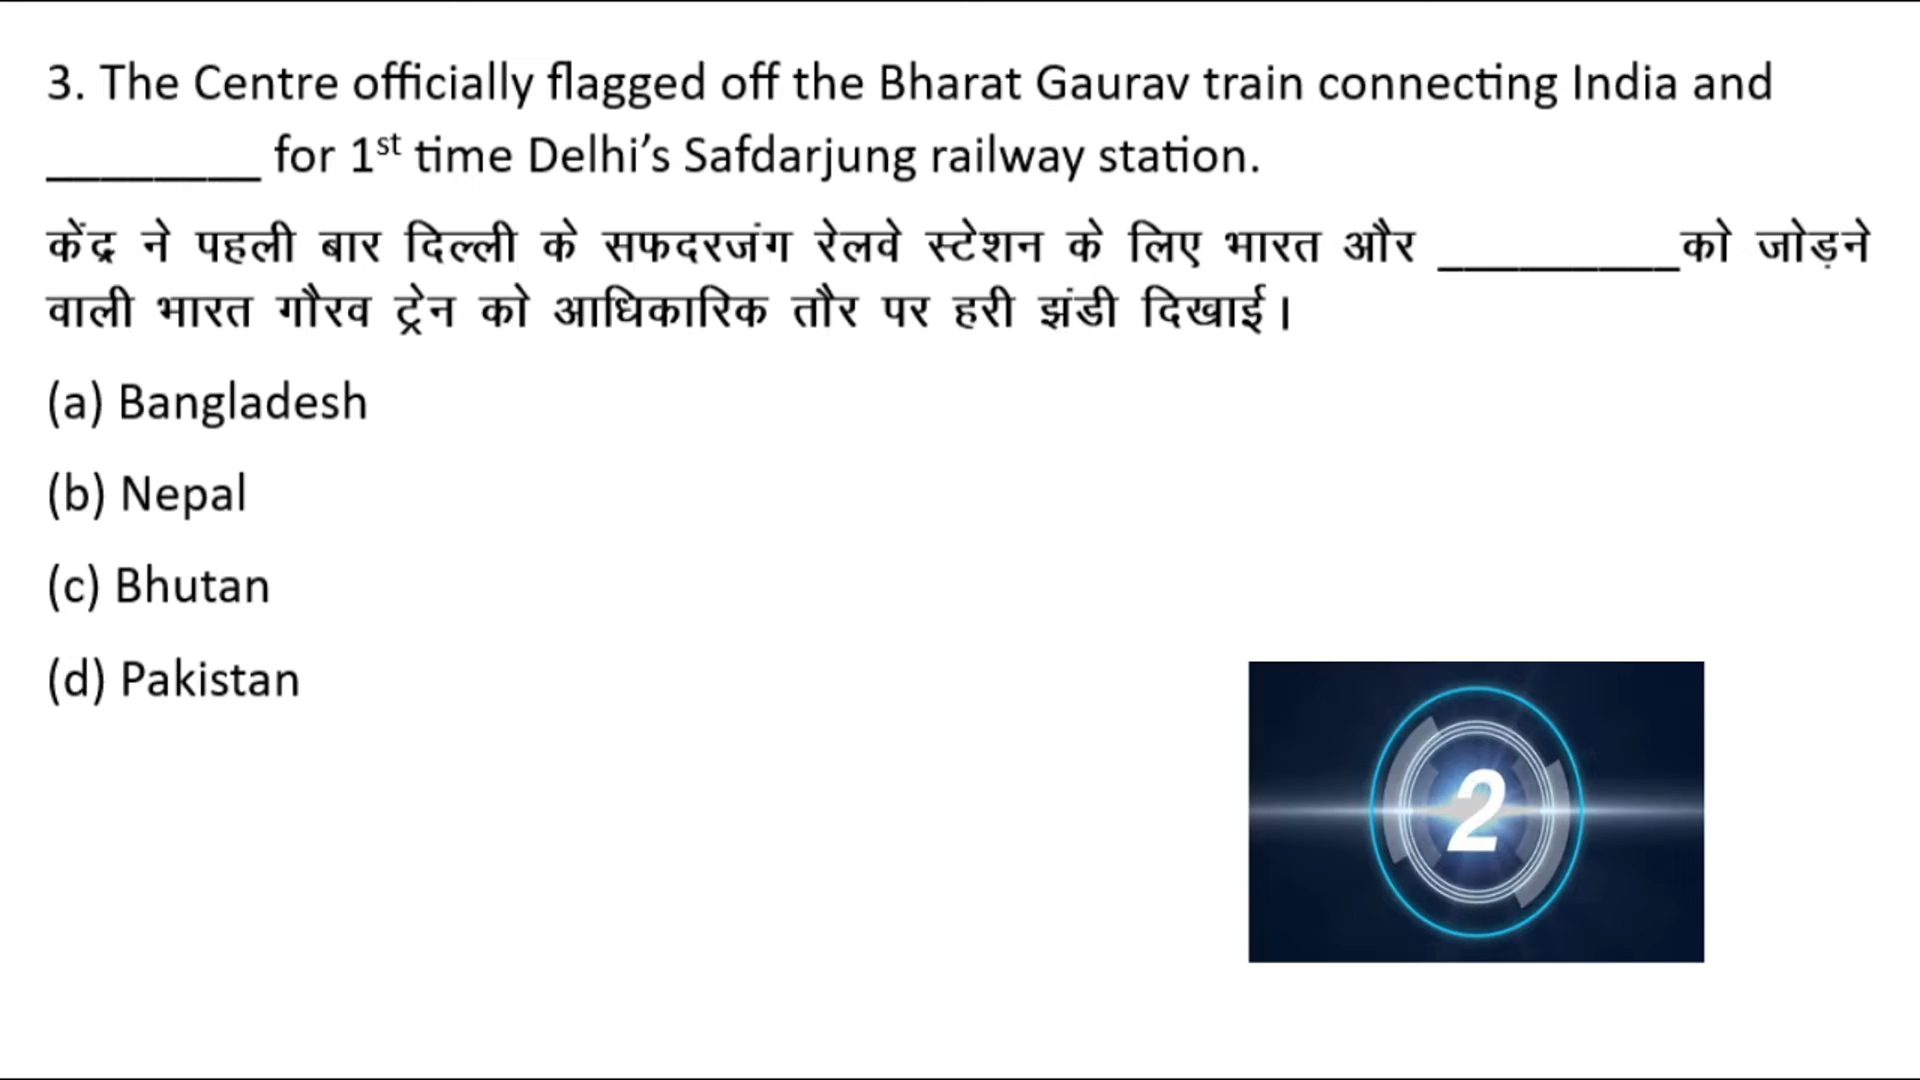 3. The Centre officially flagged off the Bharat Gaurav train connecting India and
________ for 1st time Delhi’s Safdarjung railway station.
केंद्र ने पहली बार दिल्ली के सफदरजंग रेलवे स्टेशन के लिए भारत और _________को जोड़ने
वाली भारत गौरव ट्रेन को आधिकारिक तौर पर हरी झंडी दिखाई।
(a) Bangladesh
(b) Nepal
(c) Bhutan
(d) Pakistan
2